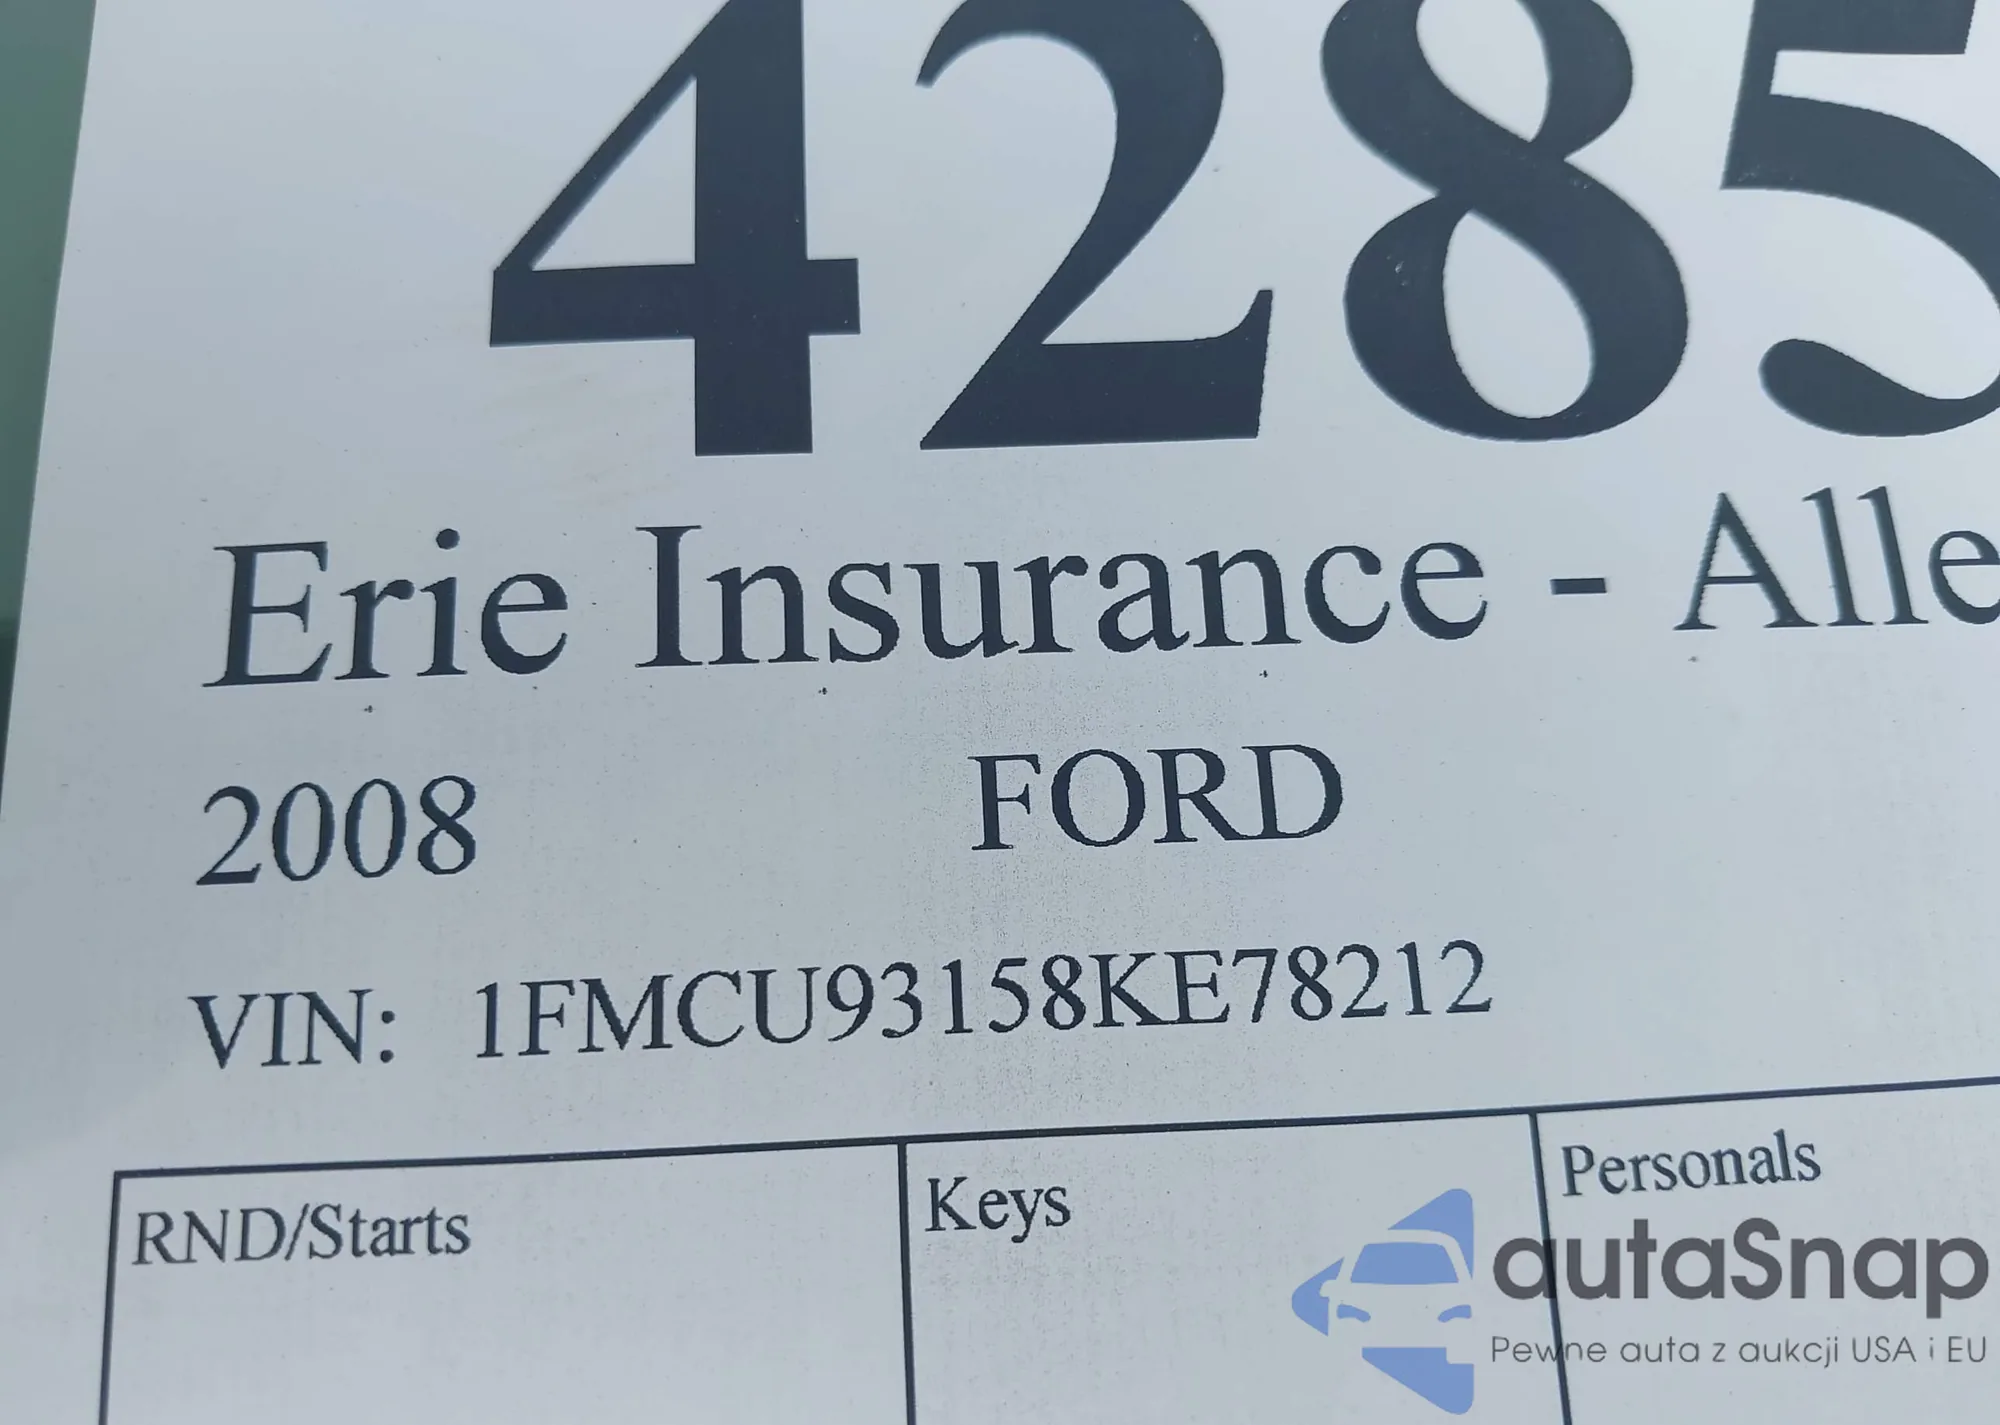 4285
Erie Insurance - Alle
2008 FORD
VIN: 1FMCU93158KE78212
RND/Starts Keys Personals
autaSnap
Pewne auta z aukcji USA i EU